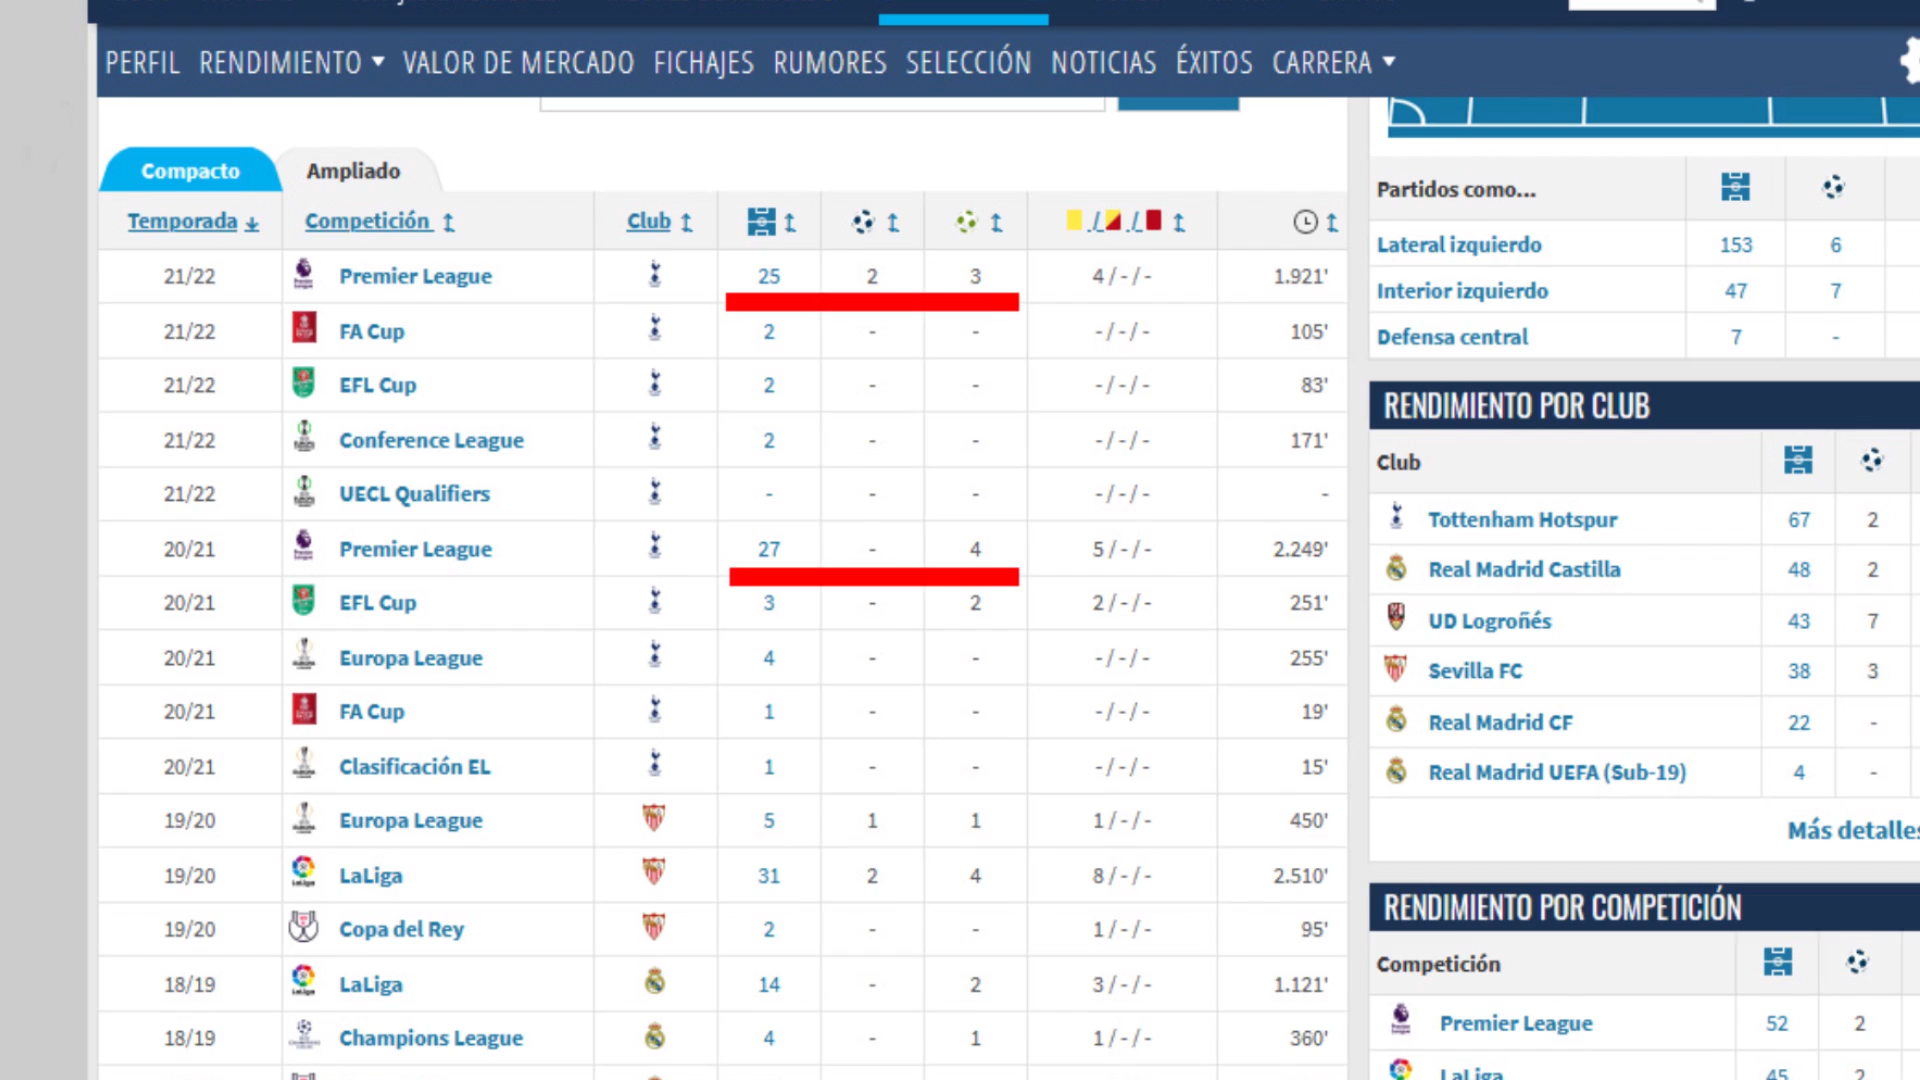 PERFIL RENDIMIENTO VALOR DE MERCADO FICHAJES RUMORES SELECCIÓN NOTICIAS ÉXITOS CARRERA
Compacto Ampliado
Temporada Competición Club
21/22 Premier League 25 2 3 4/-/- 1.921'
21/22 FA Cup 2 - - -/-/- 105'
21/22 EFL Cup 2 - - -/-/- 83'
21/22 Conference League 2 - - -/-/- 171'
21/22 UECL Qualifiers - - - -/-/- -
20/21 Premier League 27 - 4 5/-/- 2.249'
20/21 EFL Cup 3 - 2 2/-/- 251'
20/21 Europa League 4 - - -/-/- 255'
20/21 FA Cup 1 - - -/-/- 19'
20/21 Clasificación EL 1 - - -/-/- 15'
19/20 Europa League 5 1 1 1/-/- 450'
19/20 LaLiga 31 2 4 8/-/- 2.510'
19/20 Copa del Rey 2 - - 1/-/- 95'
18/19 LaLiga 14 - 2 3/-/- 1.121'
18/19 Champions League 4 - 1 1/-/- 360'
Partidos como...
Lateral izquierdo 153 6
Interior izquierdo 47 7
Defensa central 7 -
RENDIMIENTO POR CLUB
Club
Tottenham Hotspur 67 2
Real Madrid Castilla 48 2
UD Logroñés 43 7
Sevilla FC 38 3
Real Madrid CF 22 -
Real Madrid UEFA (Sub-19) 4 -
Más detalles
RENDIMIENTO POR COMPETICIÓN
Competición
Premier League 52 2
LaLiga 45 2